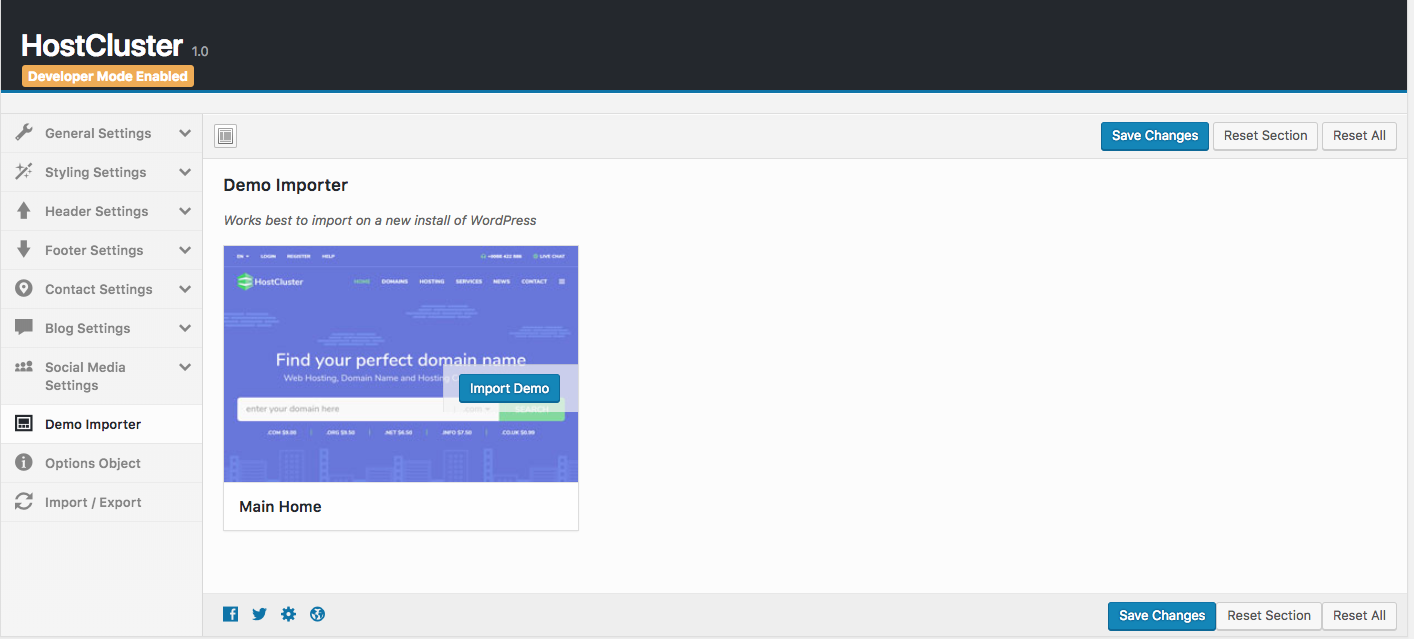 HostCluster 1.0
Developer Mode Enabled
General Settings
Styling Settings
Header Settings
Footer Settings
Contact Settings
Blog Settings
Social Media
Settings
Demo Importer
Options Object
Import / Export
Save Changes Reset Section Reset All
Demo Importer
Works best to import on a new install of WordPress
EN LOGIN REGISTER HELP LIVE CHAT
HostCluster HOME DOMAINS HOSTING SERVICES NEWS CONTACT
Find your perfect domain name
Web Hosting, Domain Name and Hosting
Import Demo
enter your domain here SEARCH
.COM $9.00 | .ORG $9.50 | .NET $6.50 | .INFO $7.50 | .CO.UK $0.99
Main Home
Save Changes Reset Section Reset All